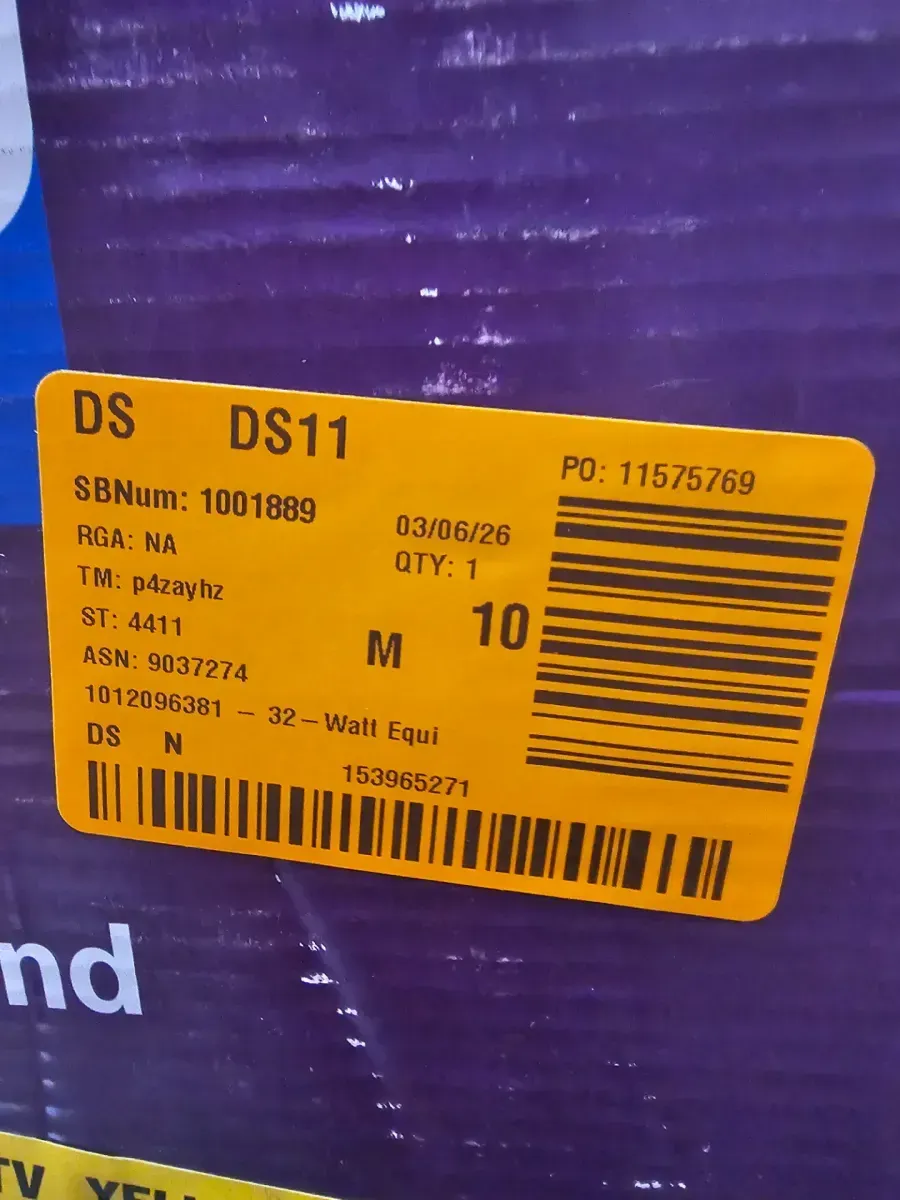 DS DS11
PO: 11575769
SBNum: 1001889
03/06/26
RGA: NA
QTY: 1
TM: p4zayhz
ST: 4411
M 10
ASN: 9037274
1012096381 - 32-Watt Equi
DS N
153965271
nd
TV